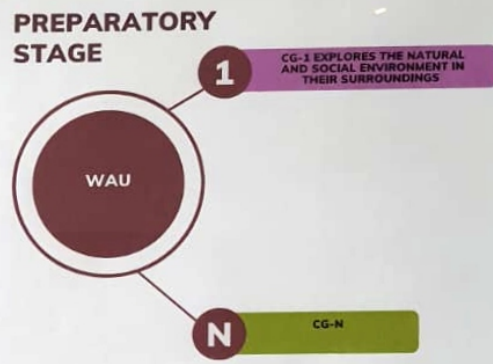 PREPARATORY
STAGE
1
CG-1 EXPLORES THE NATURAL
AND SOCIAL ENVIRONMENT IN
THEIR SURROUNDINGS
WAU
N
CG-N